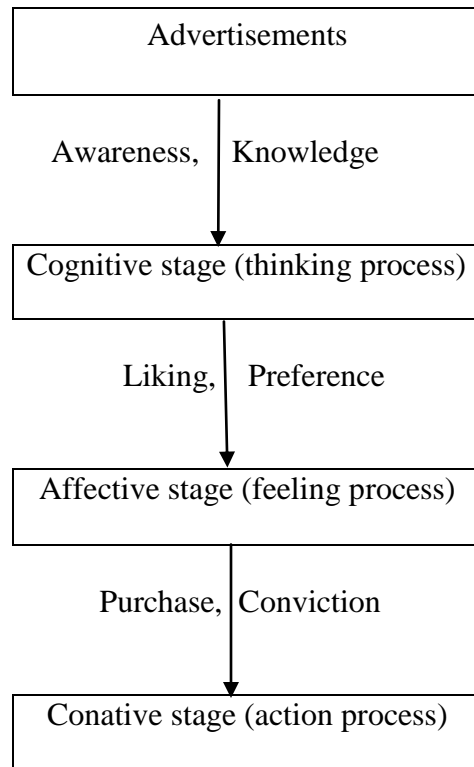 Advertisements
Awareness, Knowledge
Cognitive stage (thinking process)
Liking, Preference
Affective stage (feeling process)
Purchase, Conviction
Conative stage (action process)